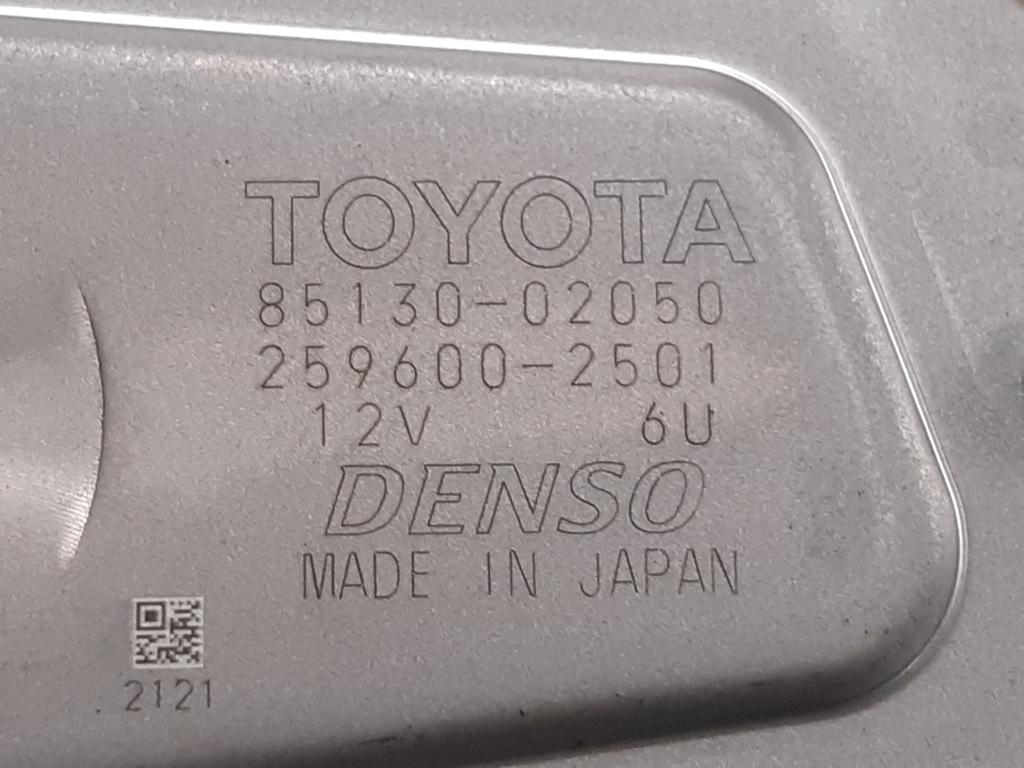 TOYOTA
85130-02050
259600-2501
12V 6U
DENSO
MADE IN JAPAN
2121